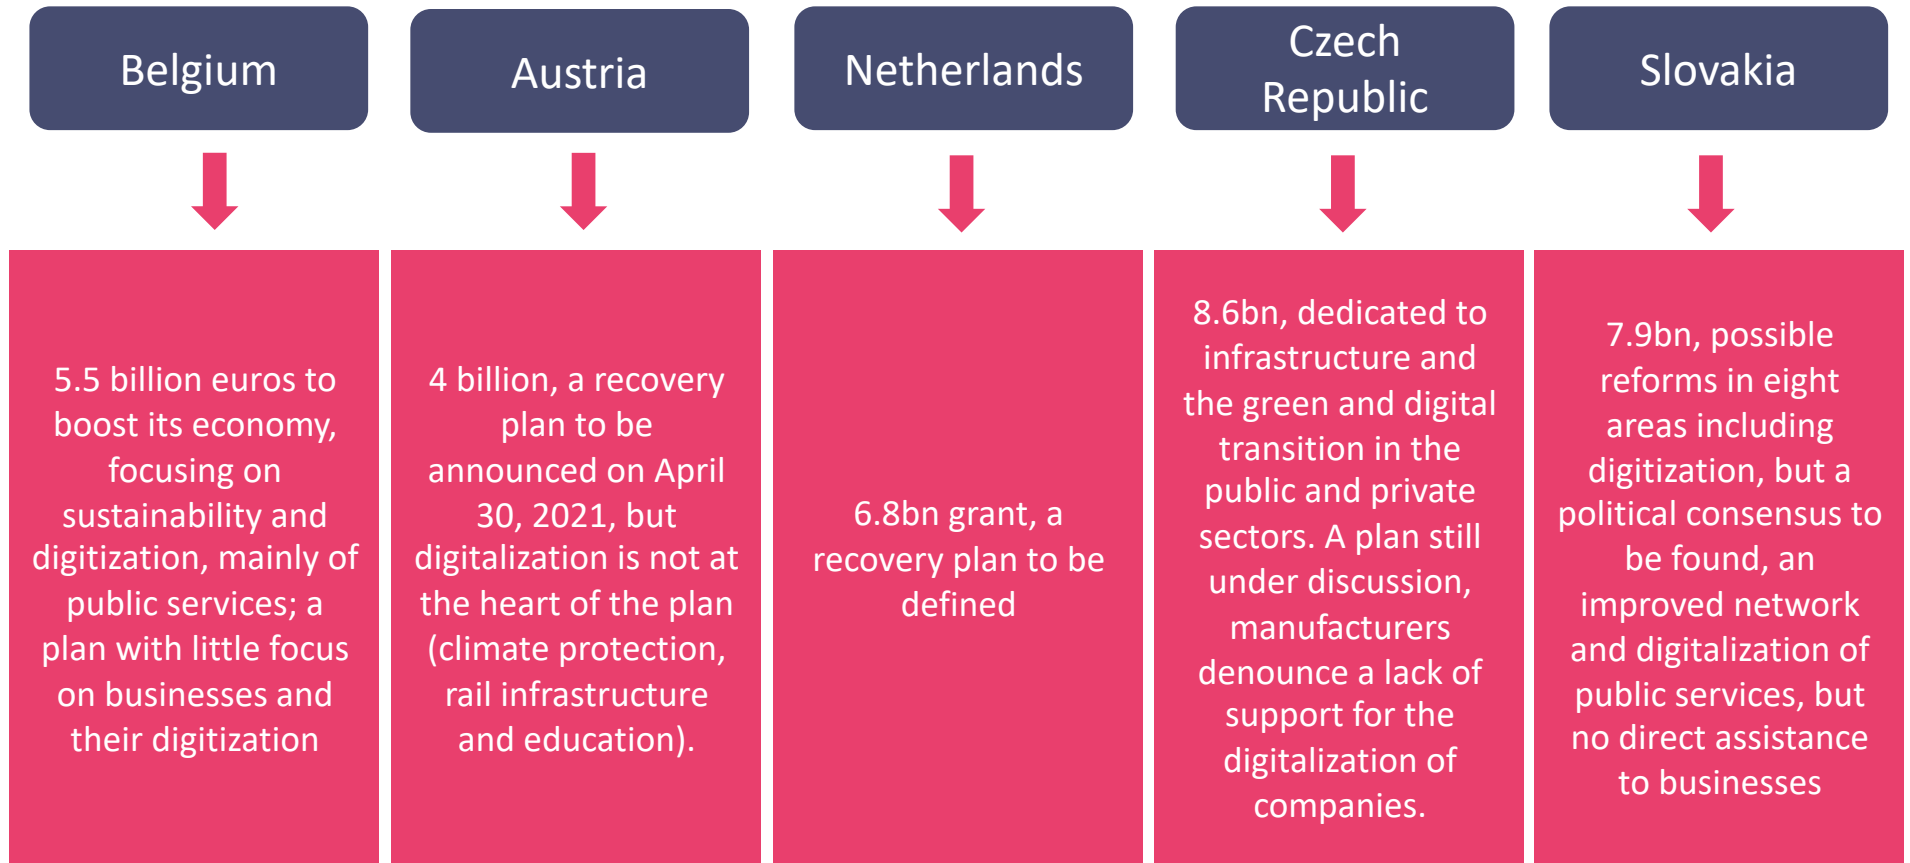 Belgium
5.5 billion euros to
boost its economy,
focusing on
sustainability and
digitization, mainly of
public services; a
plan with little focus
on businesses and
their digitization
Austria
4 billion, a recovery
plan to be
announced on April
30, 2021, but
digitalization is not at
the heart of the plan
(climate protection,
rail infrastructure
and education).
Netherlands
6.8bn grant, a
recovery plan to be
defined
Czech
Republic
8.6bn, dedicated to
infrastructure and
the green and digital
transition in the
public and private
sectors. A plan still
under discussion,
manufacturers
denounce a lack of
support for the
digitalization of
companies.
Slovakia
7.9bn, possible
reforms in eight
areas including
digitization, but a
political consensus to
be found, an
improved network
and digitalization of
public services, but
no direct assistance
to businesses